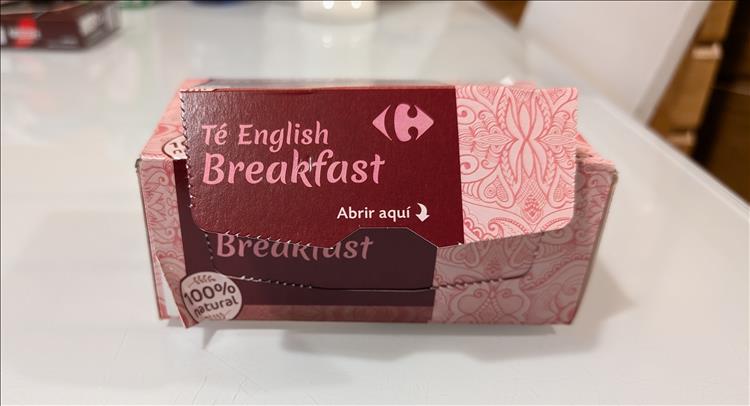 Té English
Breakfast
Abrir aquí
Breakfast
100%
natural